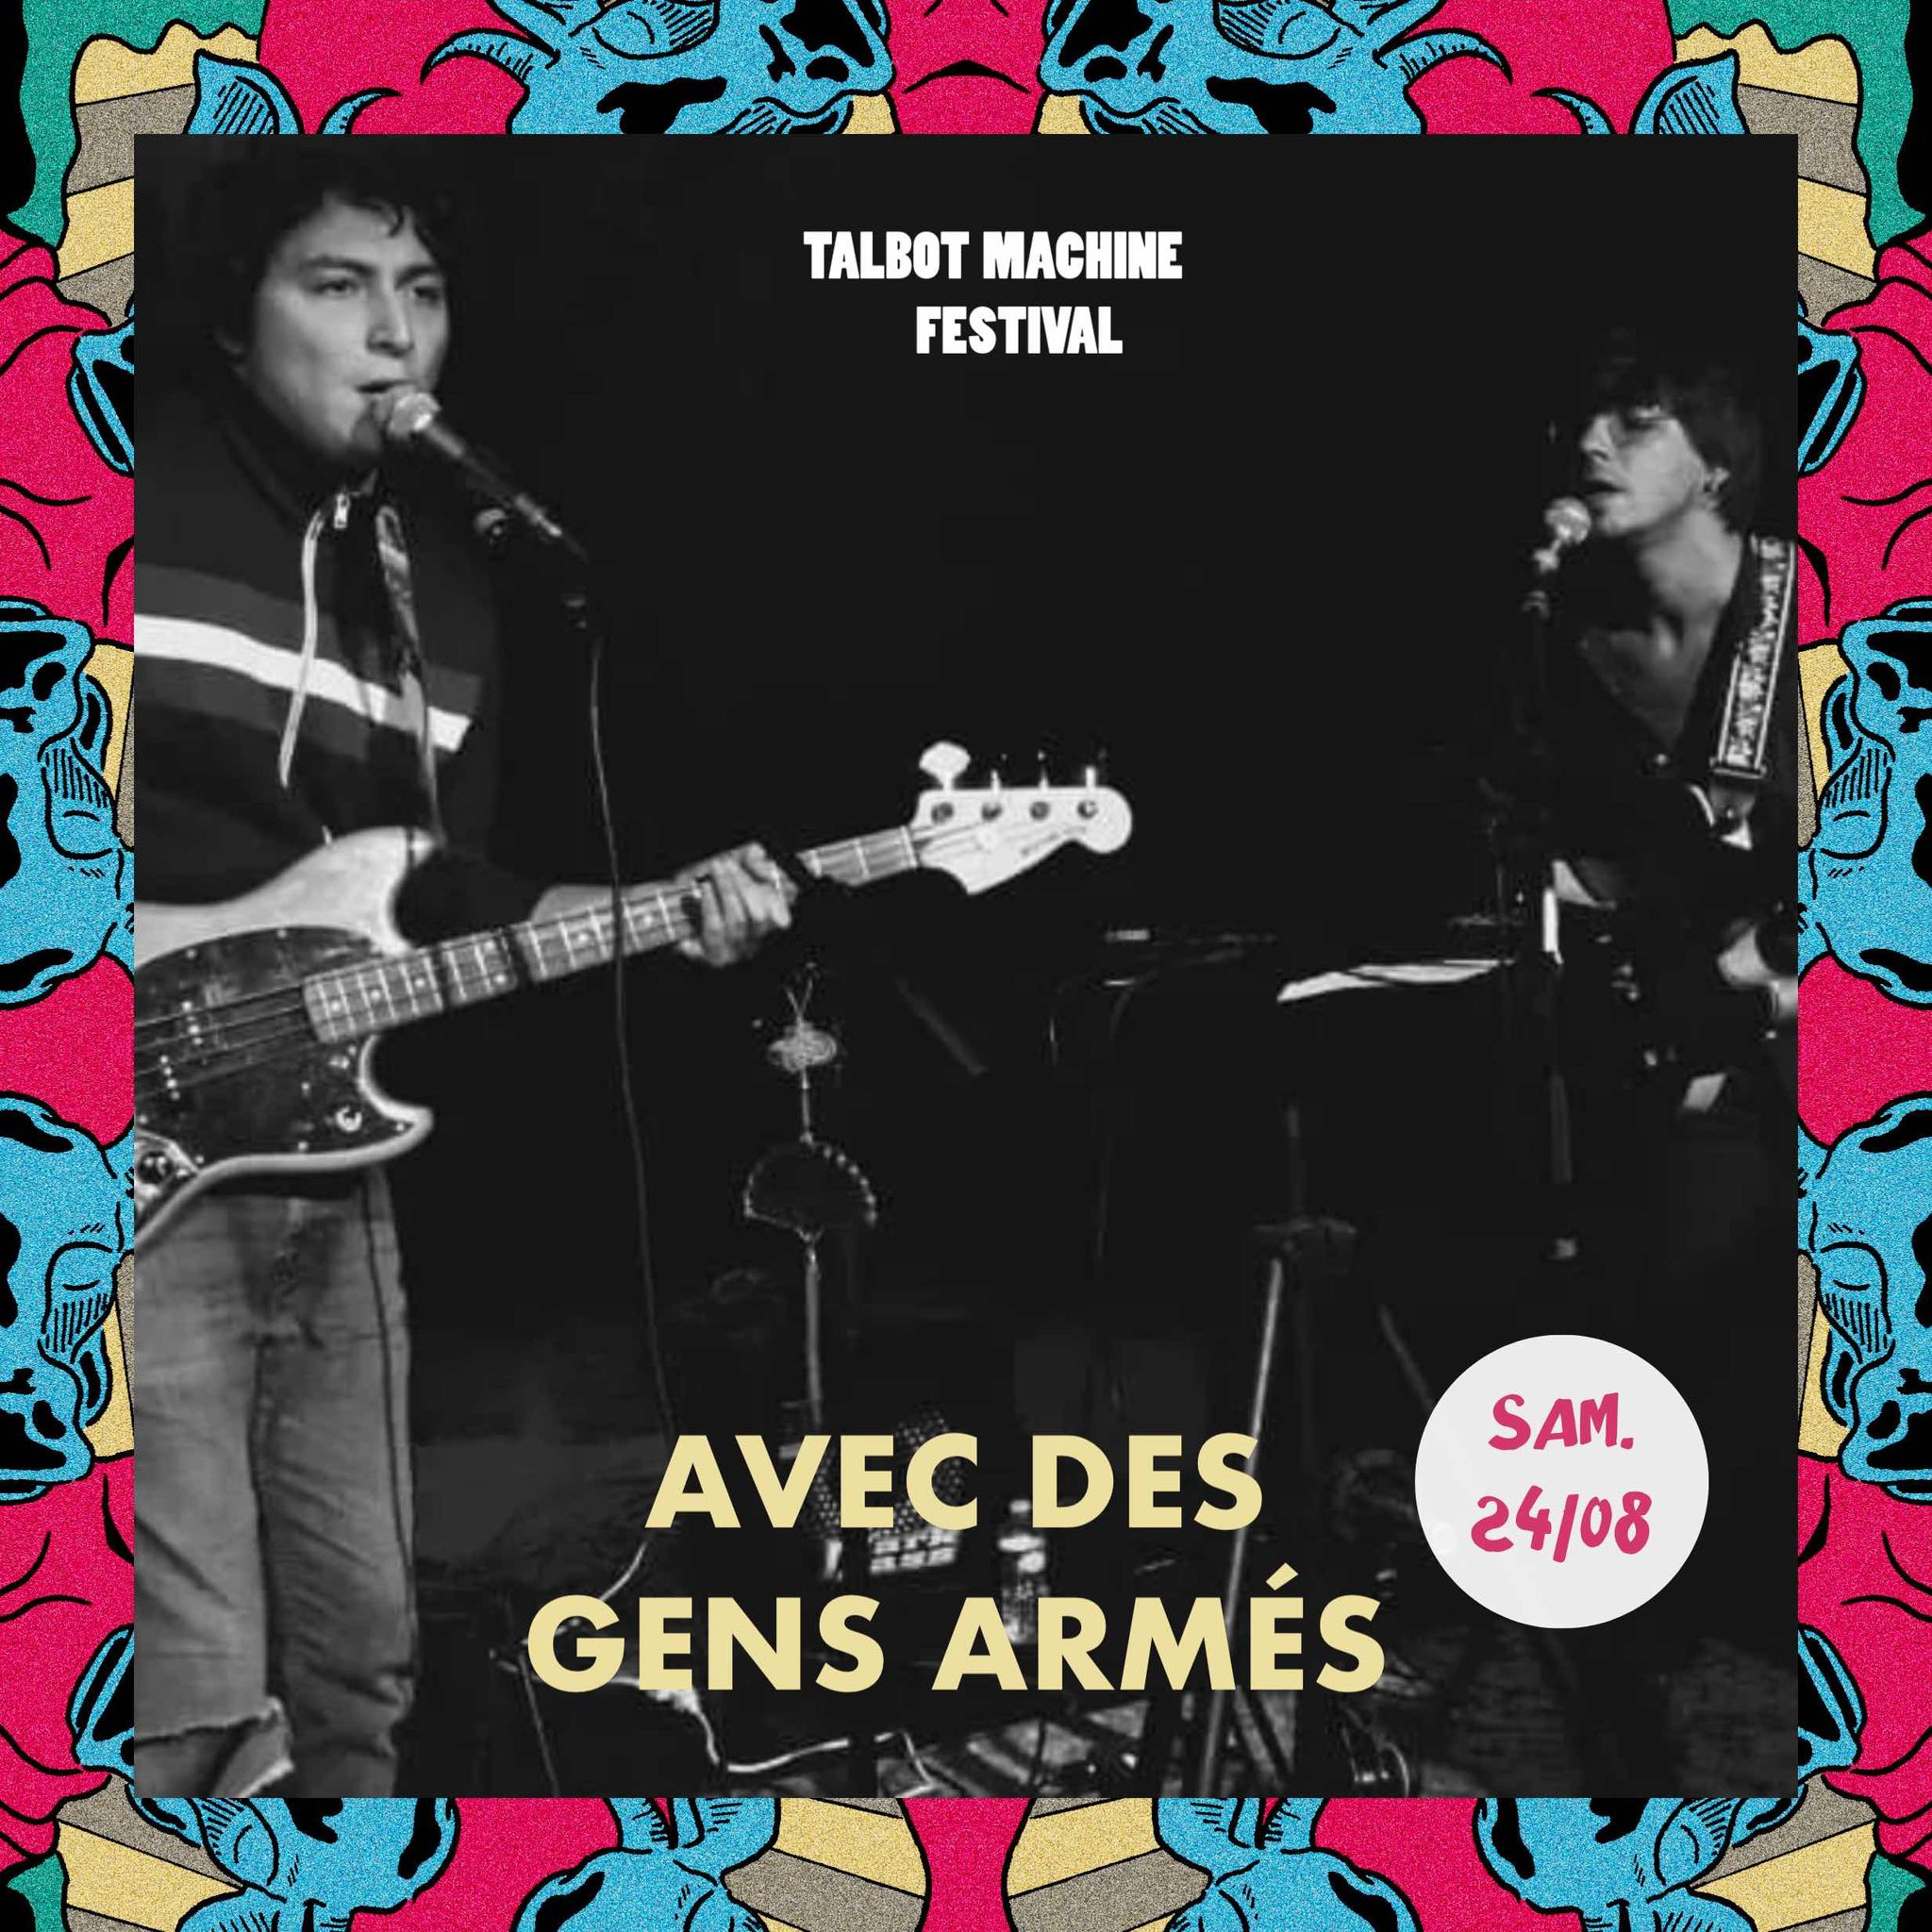 TALBOT MACHINE
FESTIVAL
AVEC DES
GENS ARMÉS
SAM.
24/08